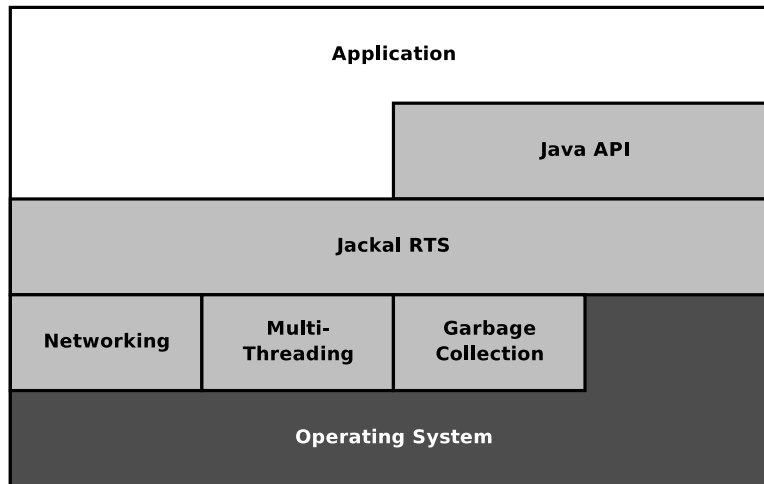 Application
Java API
Jackal RTS
Networking
Multi-
Threading
Garbage
Collection
Operating System